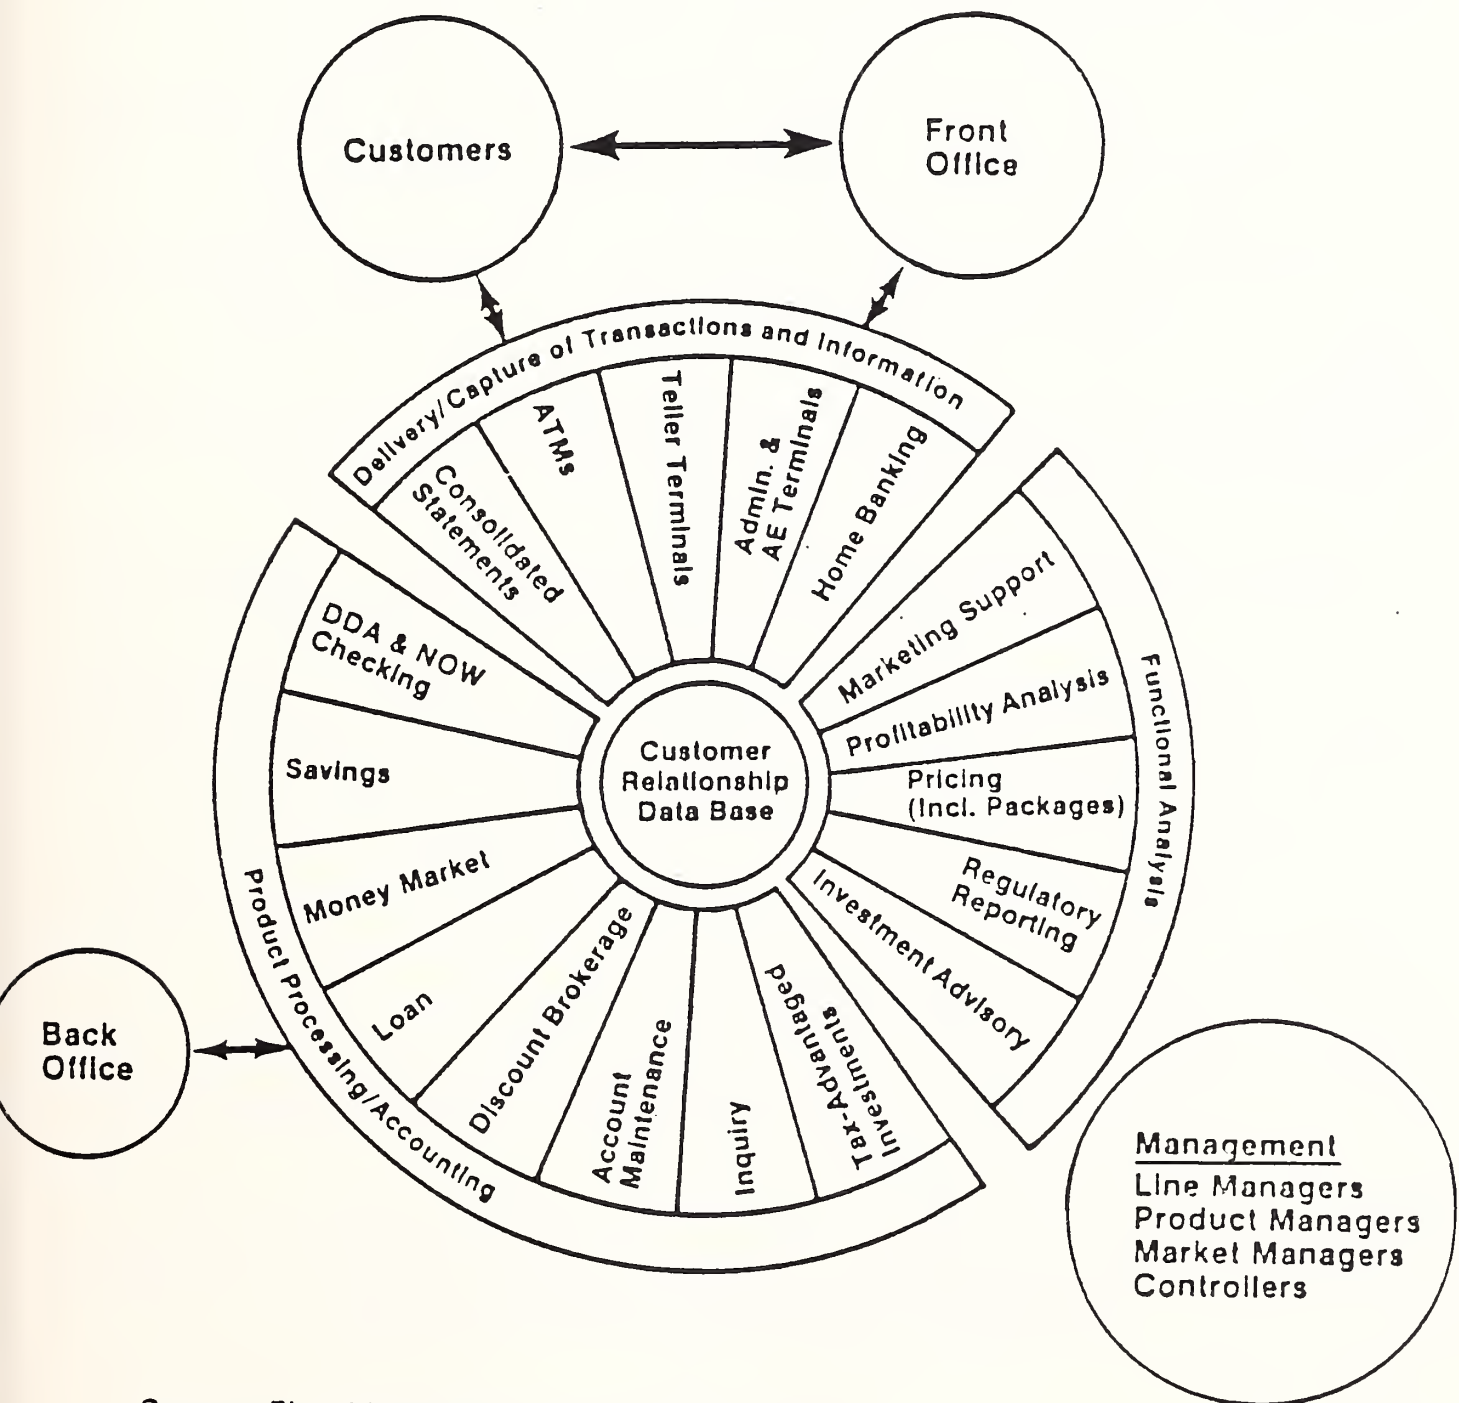 Customers
Front
Office
Delivery/Capture of Transactions and Information
Consolidated
Statements
ATMs
Teller Terminals
Admin. &
AE Terminals
Home Banking
Marketing Support
Profitability Analysis
Pricing
(Incl. Packages)
Regulatory
Reporting
Investment Advisory
Functional Analysis
Customer
Relationship
Data Base
DDA & NOW
Checking
Savings
Money Market
Loan
Discount Brokerage
Account
Maintenance
Inquiry
Tax-Advantaged
Investments
Product Processing/Accounting
Back
Office
Management
Line Managers
Product Managers
Market Managers
Controllers